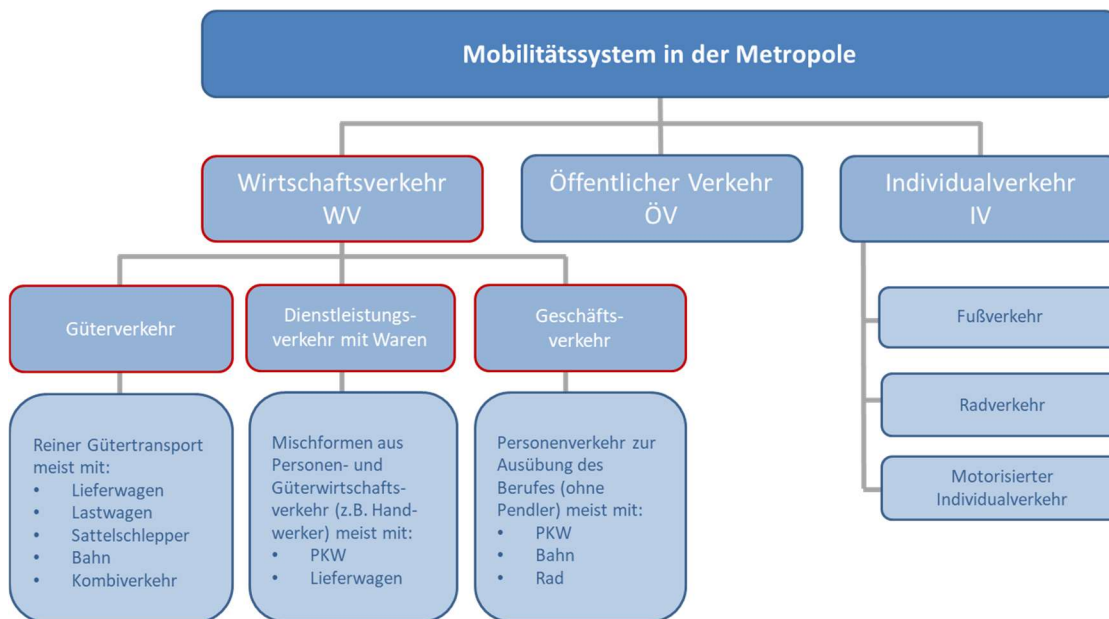 Mobilitätssystem in der Metropole
Wirtschaftsverkehr
WV
Öffentlicher Verkehr
ÖV
Individualverkehr
IV
Güterverkehr
Dienstleistungs-
verkehr mit Waren
Geschäfts-
verkehr
Fußverkehr
Radverkehr
Motorisierter
Individualverkehr
Reiner Gütertransport
meist mit:
• Lieferwagen
• Lastwagen
• Sattelschlepper
• Bahn
• Kombiverkehr
Mischformen aus
Personen- und
Güterwirtschafts-
verkehr (z.B. Hand-
werker) meist mit:
• PKW
• Lieferwagen
Personenverkehr zur
Ausübung des
Berufes (ohne
Pendler) meist mit:
• PKW
• Bahn
• Rad